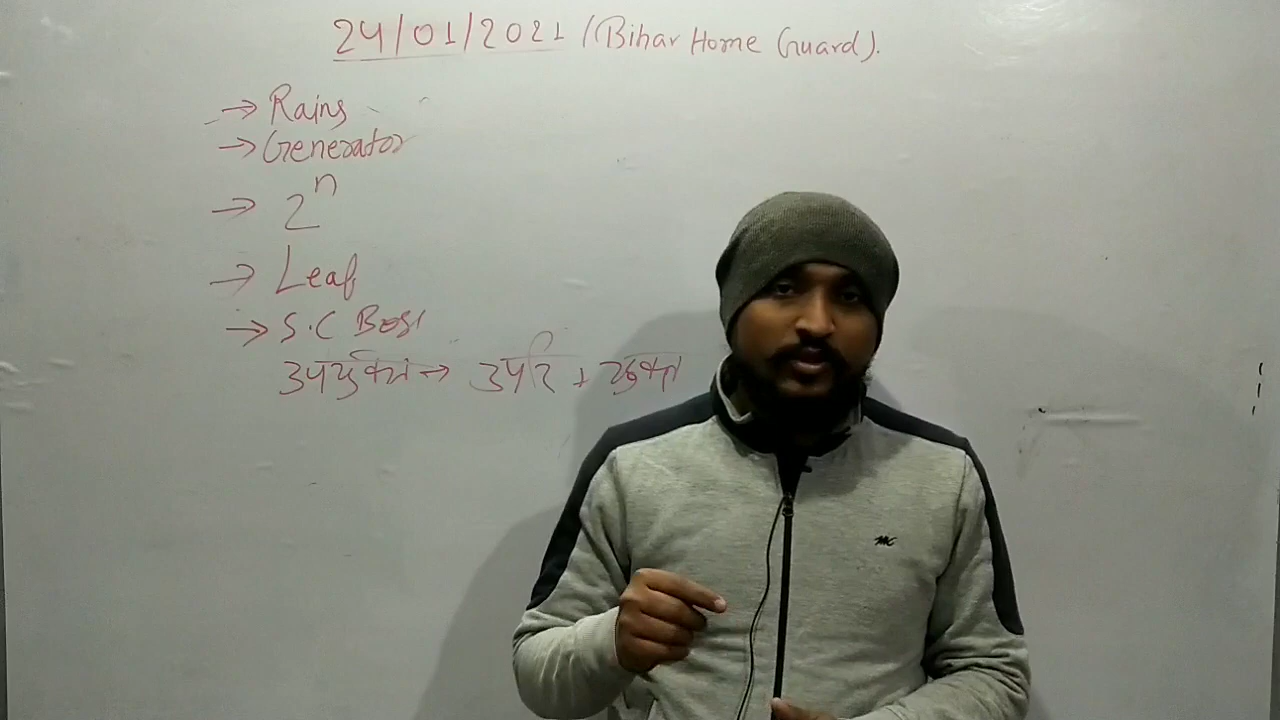 24/01/2021 (Bihar Home Guard).
→ Rains
→ Generator
→ 2ⁿ
→ Leaf
→ S.C Bose
उपर्युक्त → उपरि + युक्त